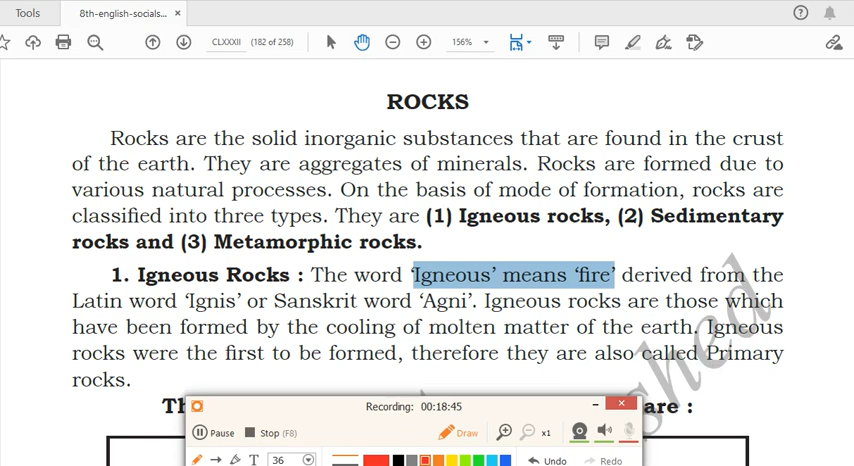 Tools
8th-english-socials... ×
CLXXXII (182 of 258)
156%
ROCKS
Rocks are the solid inorganic substances that are found in the crust
of the earth. They are aggregates of minerals. Rocks are formed due to
various natural processes. On the basis of mode of formation, rocks are
classified into three types. They are (1) Igneous rocks, (2) Sedimentary
rocks and (3) Metamorphic rocks.
1. Igneous Rocks : The word ‘Igneous’ means ‘fire’ derived from the
Latin word ‘Ignis’ or Sanskrit word ‘Agni’. Igneous rocks are those which
have been formed by the cooling of molten matter of the earth. Igneous
rocks were the first to be formed, therefore they are also called Primary
rocks.
are :
Recording: 00:18:45
Pause Stop (F8) Draw x1
T 36 Undo Redo